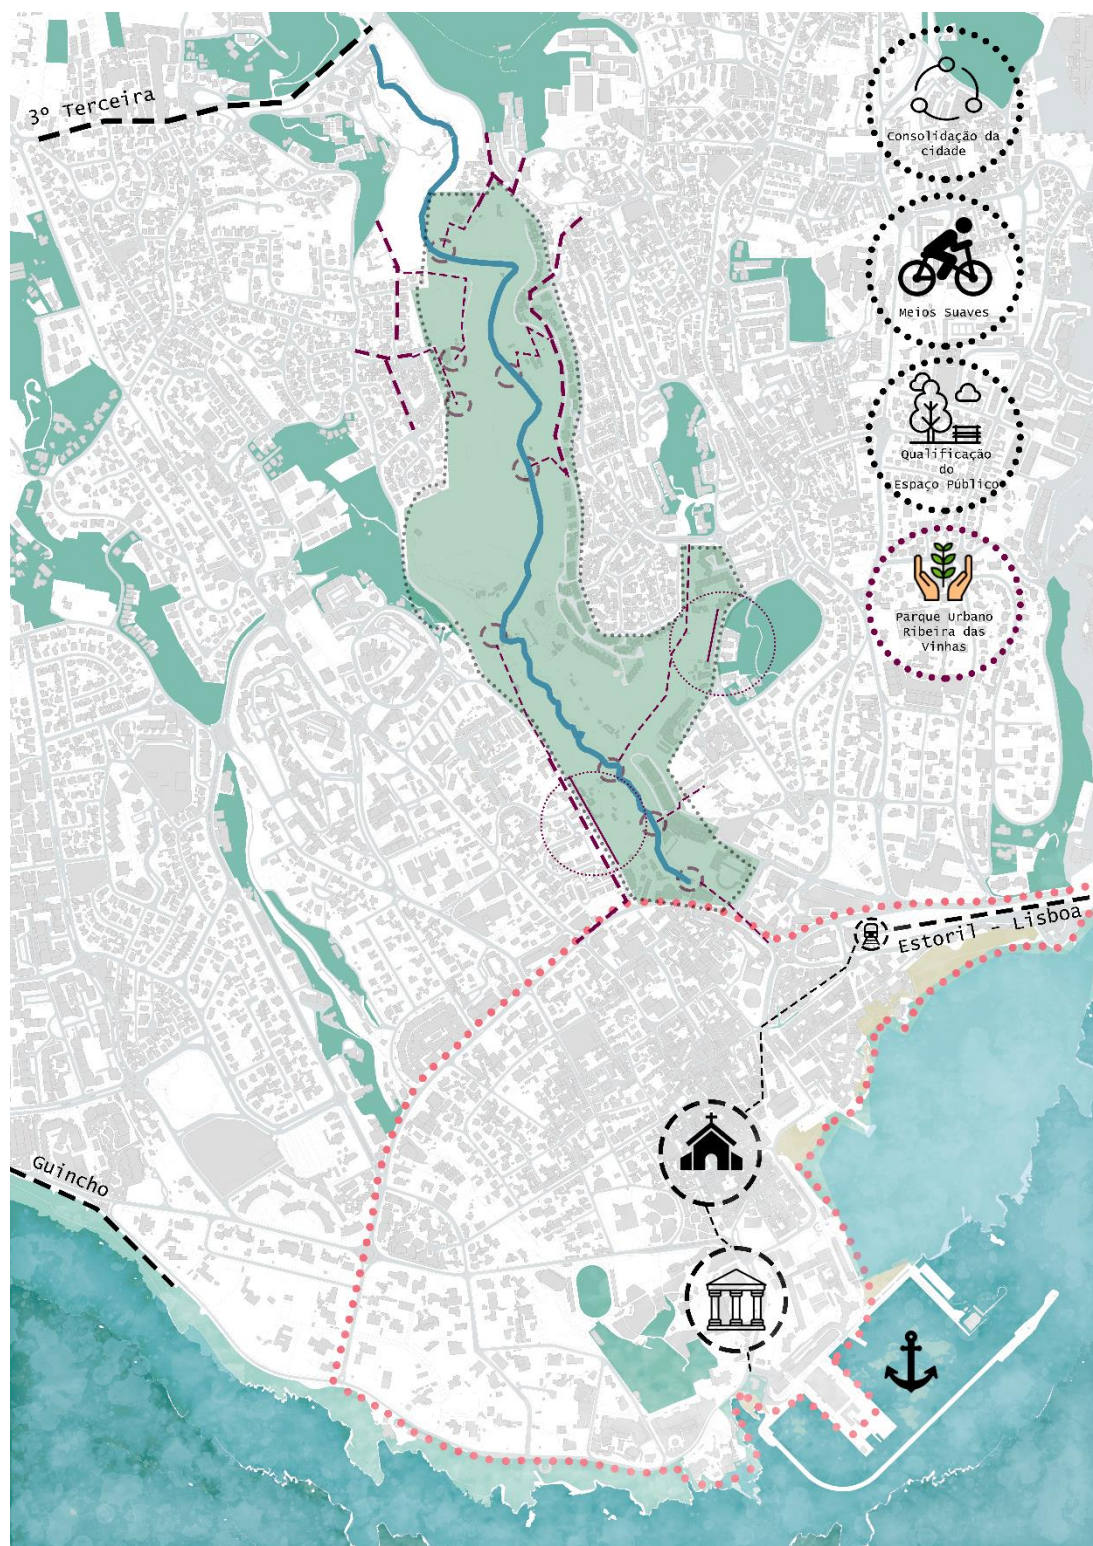 3º Terceira
Consolidação da
cidade
Meios Suaves
Qualificação
do
Espaço Público
Parque Urbano
Ribeira das
Vinhas
Estoril - Lisboa
Guincho